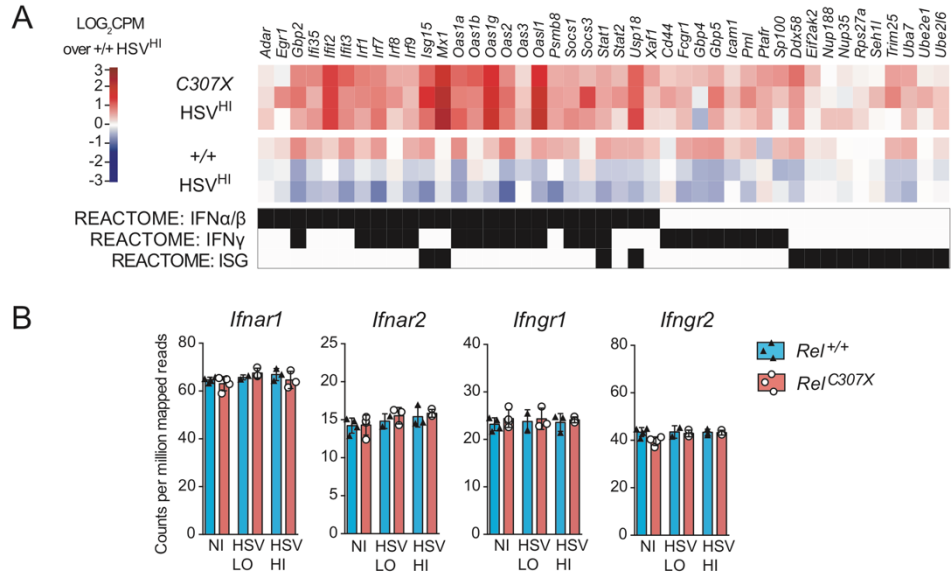 A
LOG2CPM
over +/+ HSVHI
3
2
1
0
-1
-2
-3
Adar Egr1 Gbp2 Ifi35 Ifit2 Ifit3 Irf1 Irf7 Irf8 Irf9 Isg15 Mx1 Oas1a Oas1b Oas1g Oas2 Oas3 Oasl1 Psmb8 Socs1 Socs3 Stat1 Stat2 Usp18 Xaf1 Cd44 Fcgr1 Gbp4 Gbp5 Icam1 Pml Ptafr Sp100 Ddx58 Eif2ak2 Nup188 Nup35 Rps27a Seh1l Trim25 Uba7 Ube2e1 Ube2l6
C307X
HSVHI
+/+
HSVHI
REACTOME: IFNα/β
REACTOME: IFNγ
REACTOME: ISG
B
Counts per million mapped reads
Ifnar1
80
60
40
20
0
NI HSV HSV
LO HI
Ifnar2
25
20
15
10
5
0
NI HSV HSV
LO HI
Ifngr1
40
30
20
10
0
NI HSV HSV
LO HI
Ifngr2
80
60
40
20
0
NI HSV HSV
LO HI
Rel+/+
RelC307X